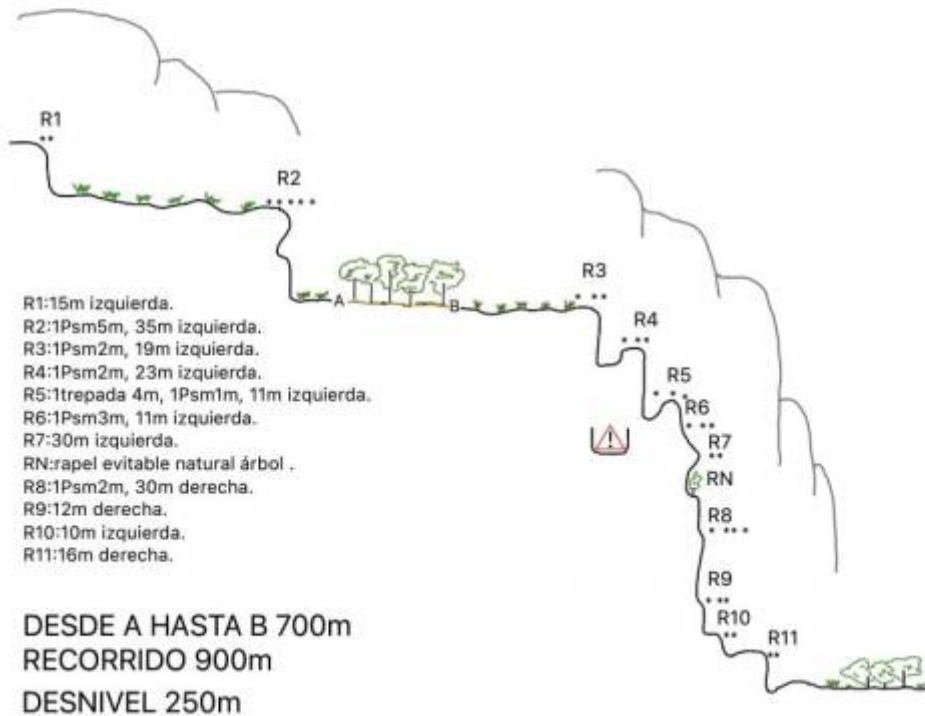 R1
R2
R3
R4
R5
R6
R7
RN
R8
R9
R10
R11
A
B
!
R1:15m izquierda.
R2:1Psm5m, 35m izquierda.
R3:1Psm2m, 19m izquierda.
R4:1Psm2m, 23m izquierda.
R5:1trepada 4m, 1Psm1m, 11m izquierda.
R6:1Psm3m, 11m izquierda.
R7:30m izquierda.
RN:rapel evitable natural árbol .
R8:1Psm2m, 30m derecha.
R9:12m derecha.
R10:10m izquierda.
R11:16m derecha.
DESDE A HASTA B 700m
RECORRIDO 900m
DESNIVEL 250m